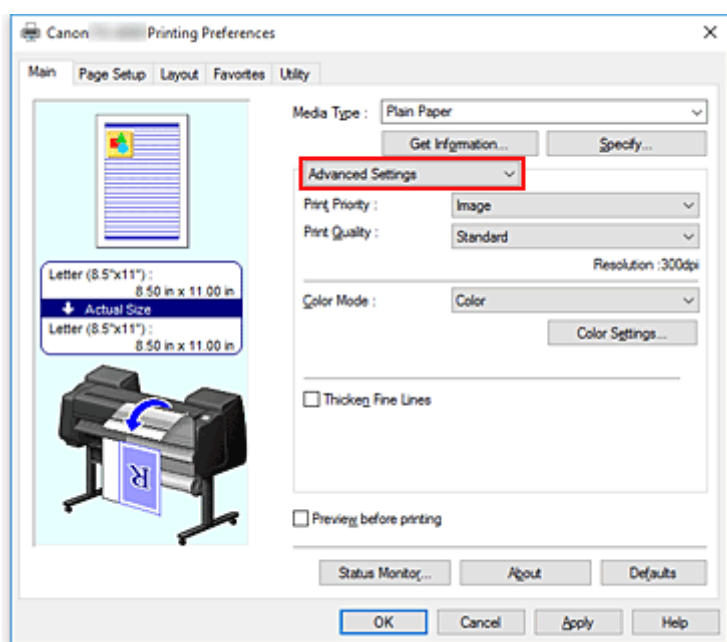 Canon Printing Preferences
Main Page Setup Layout Favorites Utility
Media Type : Plain Paper
Get Information... Specify...
Advanced Settings
Print Priority : Image
Print Quality : Standard
Resolution :300dpi
Letter (8.5"x11") :
8.50 in x 11.00 in
Actual Size
Letter (8.5"x11") :
8.50 in x 11.00 in
R
Color Mode : Color
Color Settings...
Thicken Fine Lines
Preview before printing
Status Monitor... About Defaults
OK Cancel Apply Help